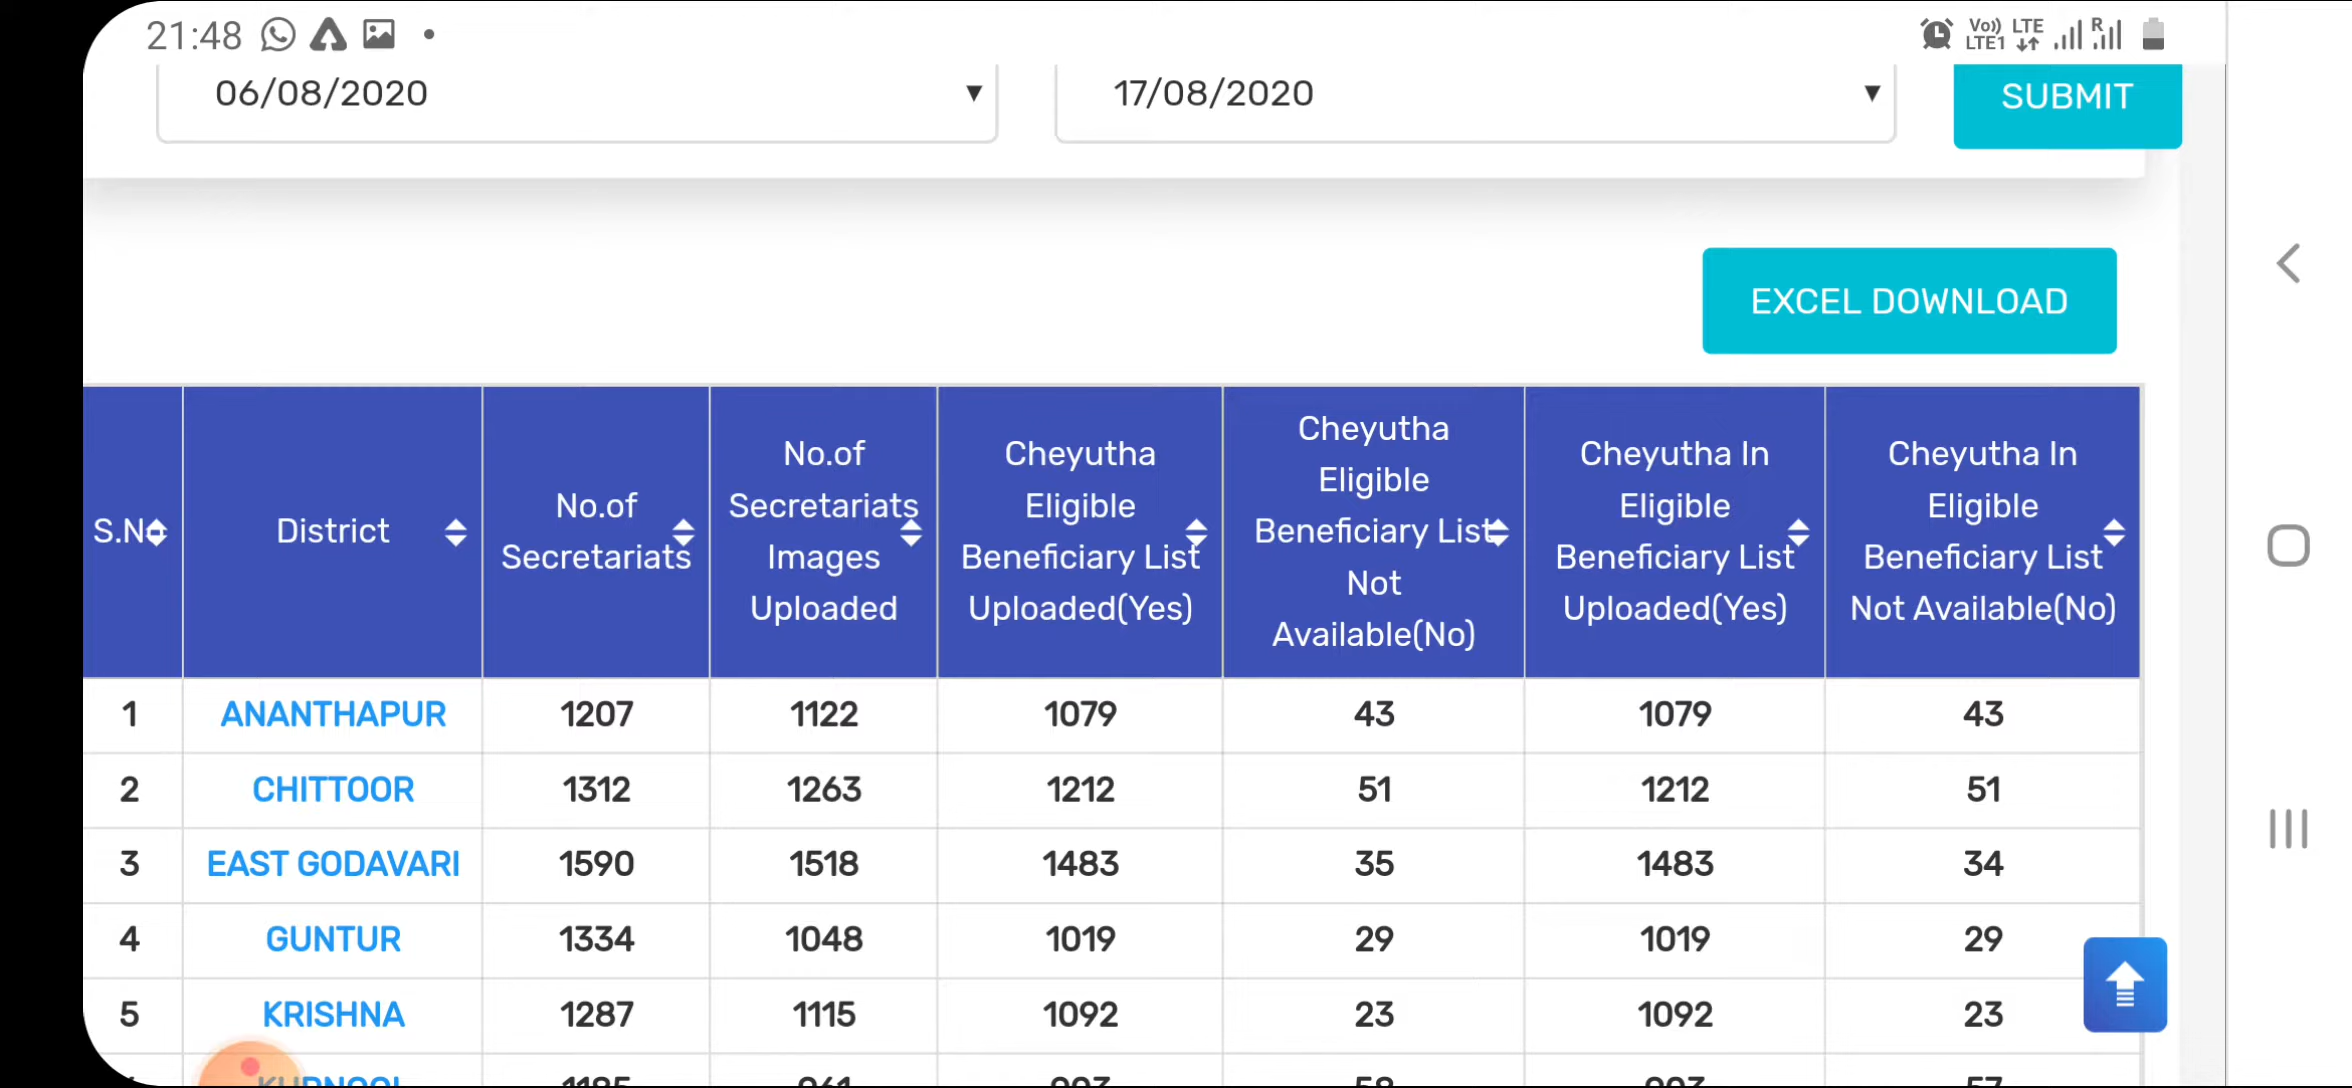 21:48
Vo)) LTE
LTE1
R
06/08/2020 17/08/2020 SUBMIT
EXCEL DOWNLOAD
S.No District No.of Secretariats No.of Secretariats Images Uploaded Cheyutha Eligible Beneficiary List Uploaded(Yes) Cheyutha Eligible Beneficiary List Not Available(No) Cheyutha In Eligible Beneficiary List Uploaded(Yes) Cheyutha In Eligible Beneficiary List Not Available(No)
1 ANANTHAPUR 1207 1122 1079 43 1079 43
2 CHITTOOR 1312 1263 1212 51 1212 51
3 EAST GODAVARI 1590 1518 1483 35 1483 34
4 GUNTUR 1334 1048 1019 29 1019 29
5 KRISHNA 1287 1115 1092 23 1092 23